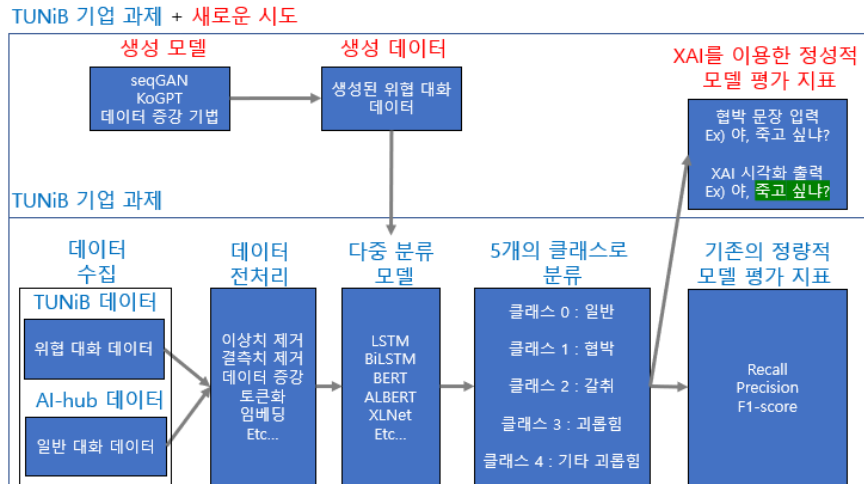 TUNiB 기업 과제 + 새로운 시도
생성 모델
seqGAN
KoGPT
데이터 증강 기법
생성 데이터
생성된 위협 대화
데이터
XAI를 이용한 정성적
모델 평가 지표
협박 문장 입력
Ex) 야, 죽고 싶냐?
XAI 시각화 출력
Ex) 야, 죽고 싶냐?
TUNiB 기업 과제
데이터
수집
TUNiB 데이터
위협 대화 데이터
AI-hub 데이터
일반 대화 데이터
데이터
전처리
이상치 제거
결측치 제거
데이터 증강
토큰화
임베딩
Etc...
다중 분류
모델
LSTM
BiLSTM
BERT
ALBERT
XLNet
Etc...
5개의 클래스로
분류
클래스 0 : 일반
클래스 1 : 협박
클래스 2 : 갈취
클래스 3 : 괴롭힘
클래스 4 : 기타 괴롭힘
기존의 정량적
모델 평가 지표
Recall
Precision
F1-score